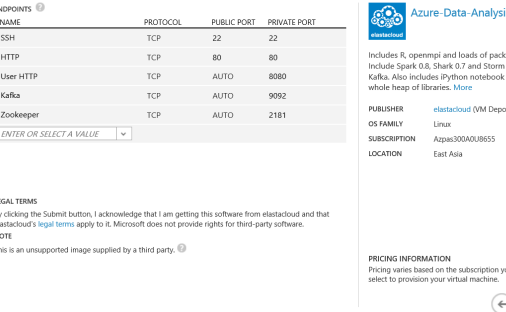 NDPOINTS
NAME PROTOCOL PUBLIC PORT PRIVATE PORT
SSH TCP 22 22
HTTP TCP 80 80
User HTTP TCP AUTO 8080
Kafka TCP AUTO 9092
Zookeeper TCP AUTO 2181
ENTER OR SELECT A VALUE
EGAL TERMS
y clicking the Submit button, I acknowledge that I am getting this software from elastacloud and that
astacloud's legal terms apply to it. Microsoft does not provide rights for third-party software.
OTE
his is an unsupported image supplied by a third party.
elastacloud
Azure-Data-Analysi
Includes R, openmpi and loads of pack
Include Spark 0.8, Shark 0.7 and Storm
Kafka. Also includes iPython notebook
whole heap of libraries. More
PUBLISHER elastacloud (VM Depo
OS FAMILY Linux
SUBSCRIPTION Azpas300A0U8655
LOCATION East Asia
PRICING INFORMATION
Pricing varies based on the subscription yo
select to provision your virtual machine.